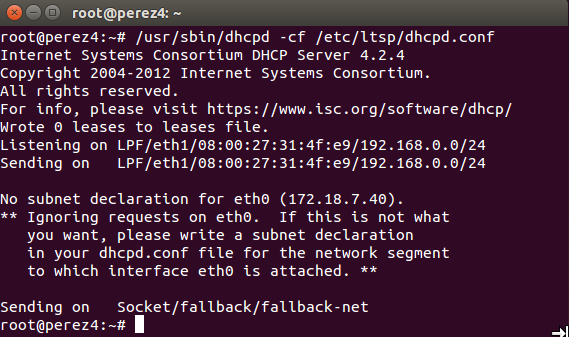 root@perez4: ~
root@perez4:~# /usr/sbin/dhcpd -cf /etc/ltsp/dhcpd.conf
Internet Systems Consortium DHCP Server 4.2.4
Copyright 2004-2012 Internet Systems Consortium.
All rights reserved.
For info, please visit https://www.isc.org/software/dhcp/
Wrote 0 leases to leases file.
Listening on LPF/eth1/08:00:27:31:4f:e9/192.168.0.0/24
Sending on   LPF/eth1/08:00:27:31:4f:e9/192.168.0.0/24

No subnet declaration for eth0 (172.18.7.40).
** Ignoring requests on eth0.  If this is not what
   you want, please write a subnet declaration
   in your dhcpd.conf file for the network segment
   to which interface eth0 is attached. **

Sending on   Socket/fallback/fallback-net
root@perez4:~#